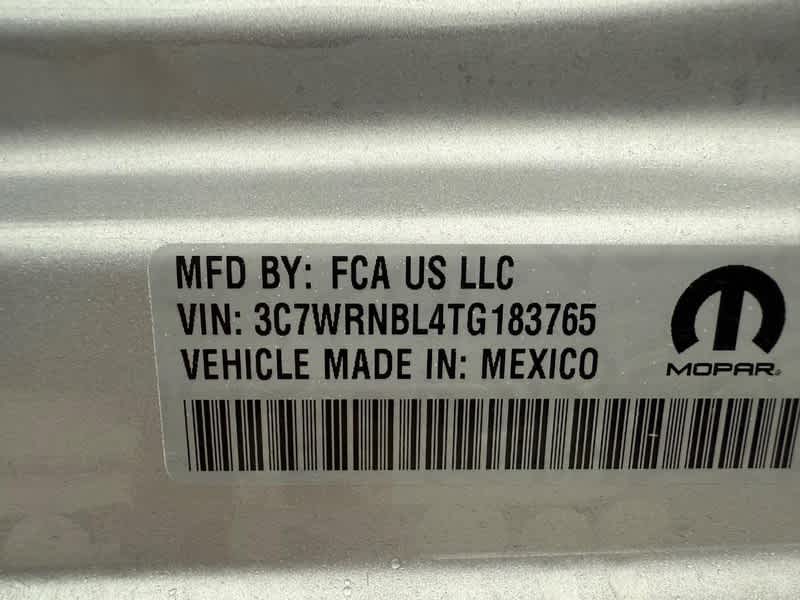 MFD BY: FCA US LLC
VIN: 3C7WRNBL4TG183765
VEHICLE MADE IN: MEXICO
MOPAR®